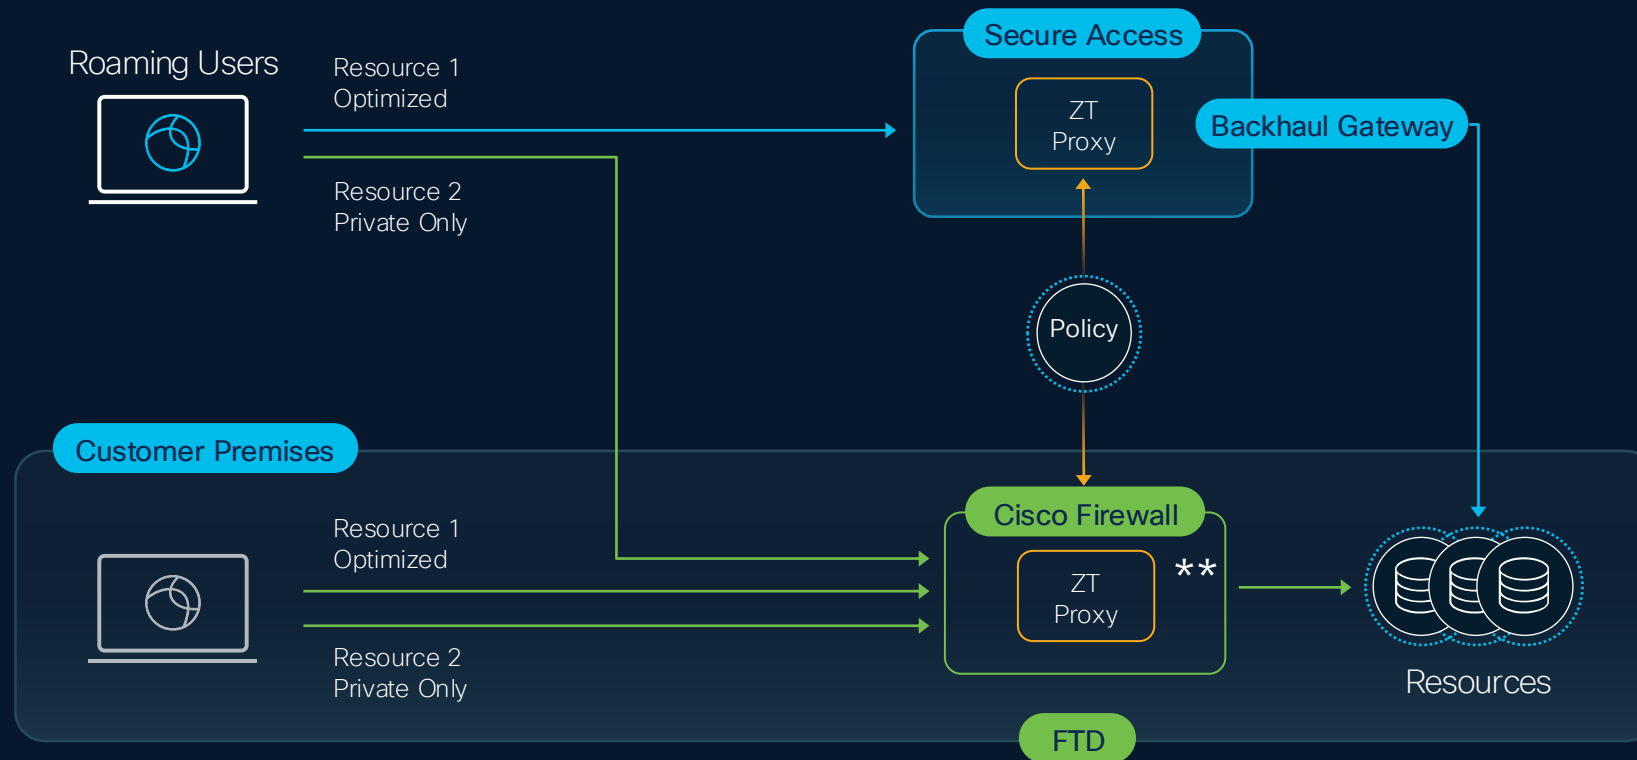 Secure Access
Roaming Users
Resource 1
Optimized
ZT
Proxy
Backhaul Gateway
Resource 2
Private Only
Policy
Customer Premises
Cisco Firewall
Resource 1
Optimized
ZT
Proxy
**
Resource 2
Private Only
Resources
FTD